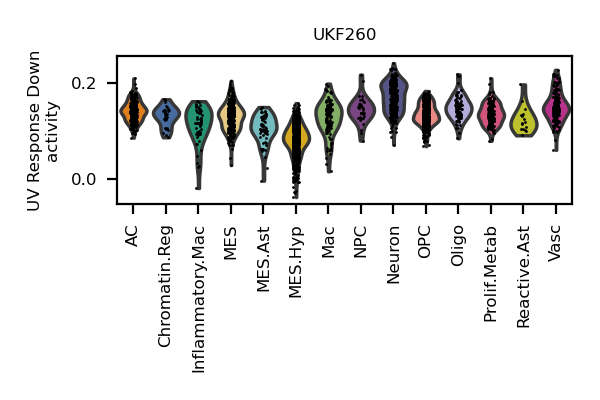 UKF260
UV Response Down
activity
0.2
0.0
AC
Chromatin.Reg
Inflammatory.Mac
MES
MES.Ast
MES.Hyp
Mac
NPC
Neuron
OPC
Oligo
Prolif.Metab
Reactive.Ast
Vasc